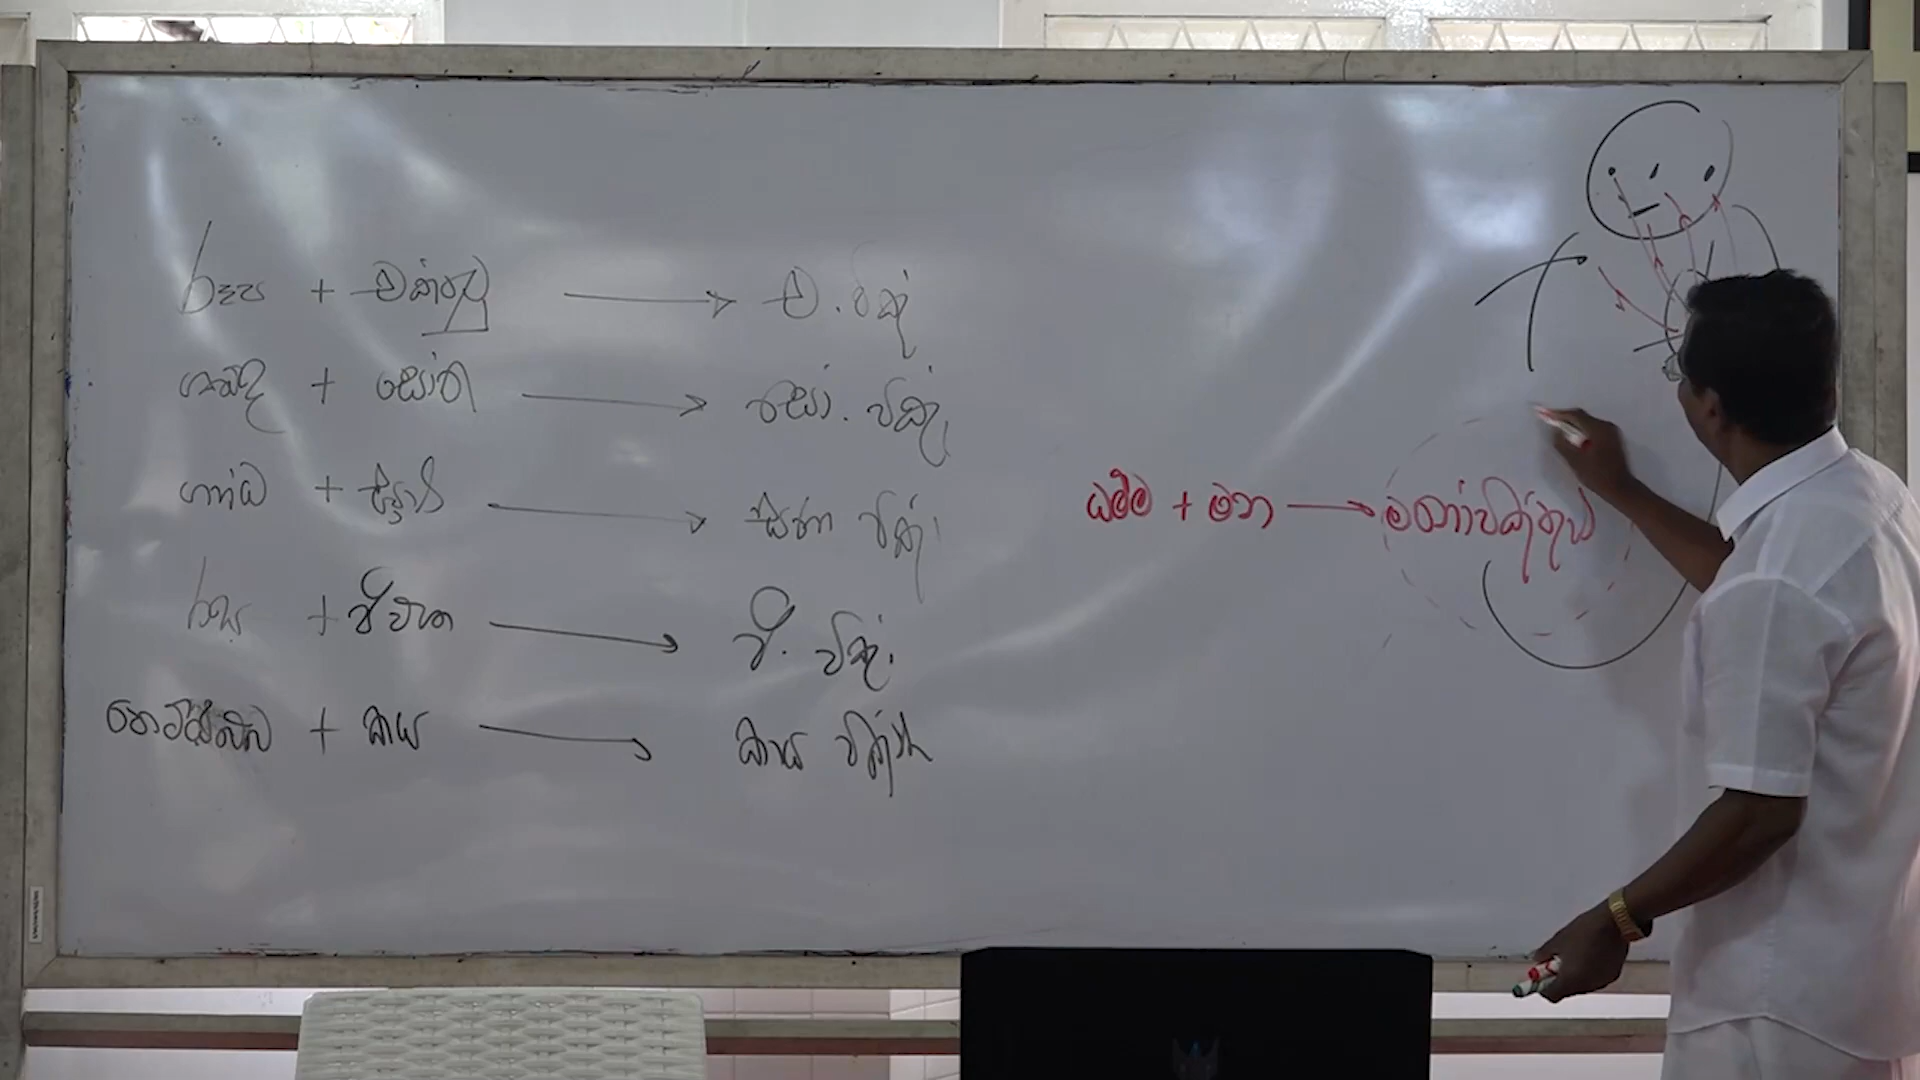 රූප + චක්ඛු → ච. විඤ්.
ශබ්ද + සෝත → සෝ. විඤ්.
ගන්ධ + ඝාන → ඝාන විඤ්.
රස + ජිව්හා → ජි. විඤ්.
ඵොට්ඨබ්බ + කාය → කාය විඤ්
ධම්ම + මන → මනෝවිඤ්ඤාණ